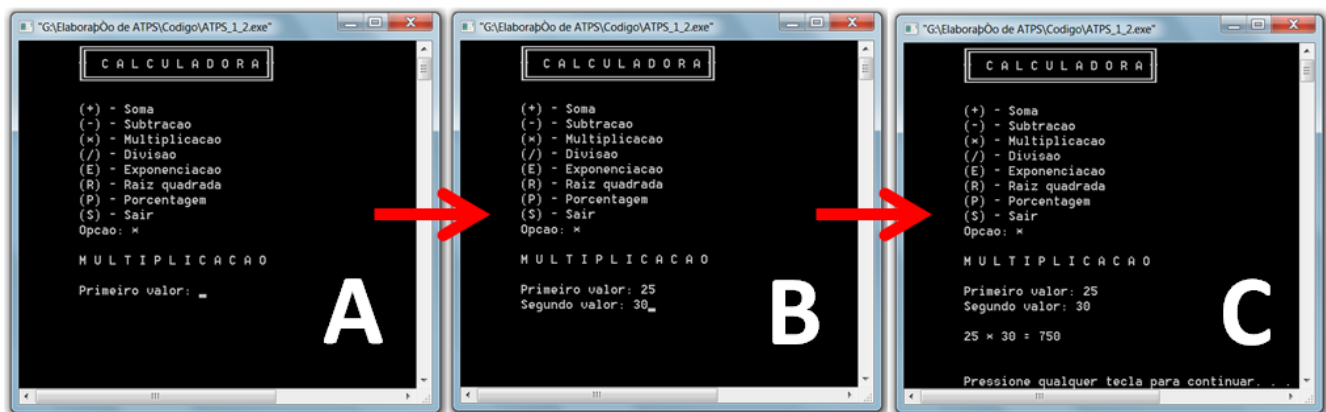 "G:\ElaboraþÒo de ATPS\Codigo\ATPS_1_2.exe"
C A L C U L A D O R A
(+) - Soma
(-) - Subtracao
(*) - Multiplicacao
(/) - Divisao
(E) - Exponenciacao
(R) - Raiz quadrada
(P) - Porcentagem
(S) - Sair
Opcao: *
M U L T I P L I C A C A O
Primeiro valor: _
A
"G:\ElaboraþÒo de ATPS\Codigo\ATPS_1_2.exe"
C A L C U L A D O R A
(+) - Soma
(-) - Subtracao
(*) - Multiplicacao
(/) - Divisao
(E) - Exponenciacao
(R) - Raiz quadrada
(P) - Porcentagem
(S) - Sair
Opcao: *
M U L T I P L I C A C A O
Primeiro valor: 25
Segundo valor: 30_
B
"G:\ElaboraþÒo de ATPS\Codigo\ATPS_1_2.exe"
C A L C U L A D O R A
(+) - Soma
(-) - Subtracao
(*) - Multiplicacao
(/) - Divisao
(E) - Exponenciacao
(R) - Raiz quadrada
(P) - Porcentagem
(S) - Sair
Opcao: *
M U L T I P L I C A C A O
Primeiro valor: 25
Segundo valor: 30
25 * 30 = 750
Pressione qualquer tecla para continuar. . .
C